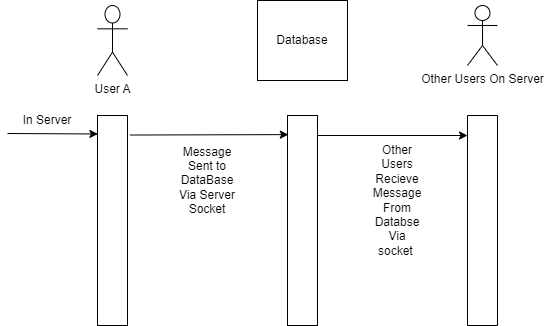 Database
User A
Other Users On Server
In Server
Message
Sent to
DataBase
Via Server
Socket
Other
Users
Recieve
Message
From
Databse
Via
socket